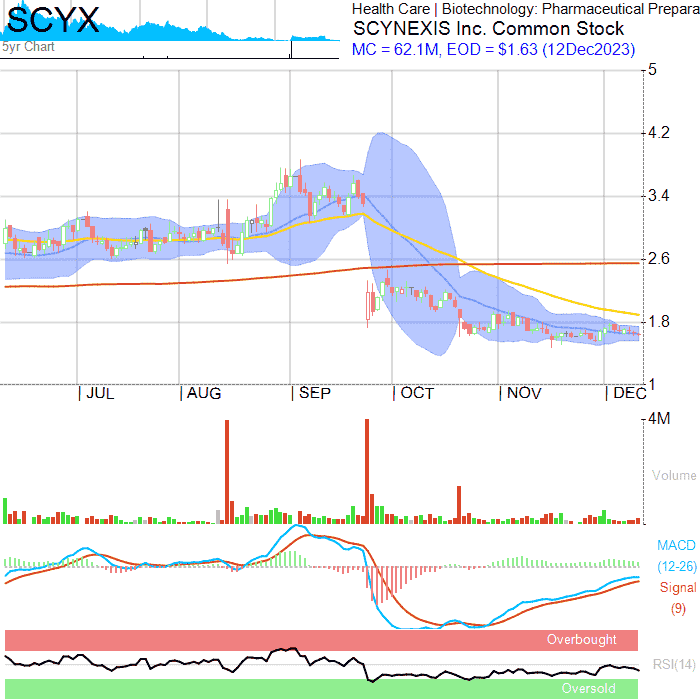 SCYX
5yr Chart
Health Care | Biotechnology: Pharmaceutical Prepara
SCYNEXIS Inc. Common Stock
MC = 62.1M, EOD = $1.63 (12Dec2023)
5
4.2
3.4
2.6
1.8
1
| JUL | AUG | SEP | OCT | NOV | DEC
4M
Volume
MACD
(12-26)
Signal
(9)
Overbought
RSI(14)
Oversold